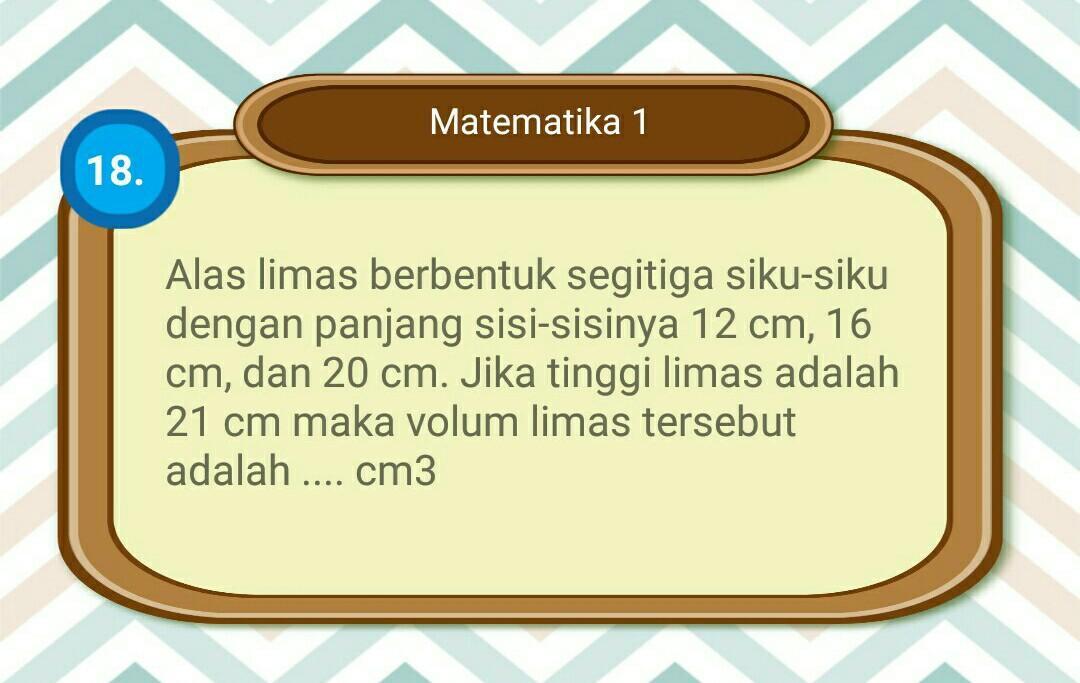 Matematika 1
18.
Alas limas berbentuk segitiga siku-siku
dengan panjang sisi-sisinya 12 cm, 16
cm, dan 20 cm. Jika tinggi limas adalah
21 cm maka volum limas tersebut
adalah .... cm3